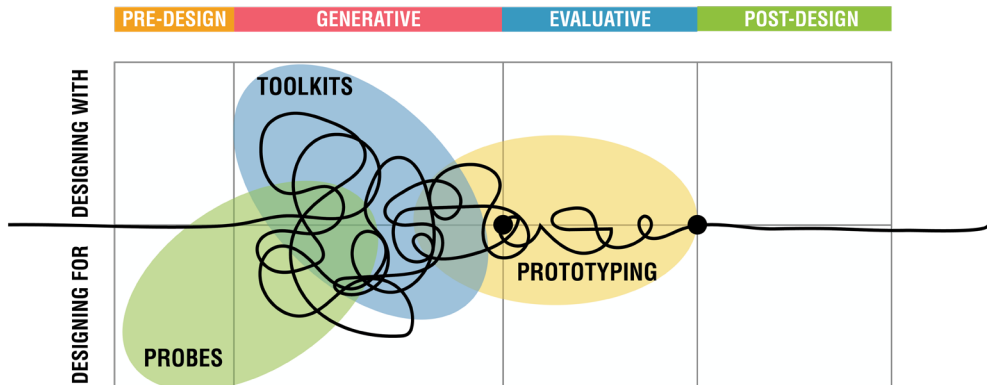 PRE-DESIGN
GENERATIVE
EVALUATIVE
POST-DESIGN
DESIGNING WITH
TOOLKITS
DESIGNING FOR
PROTOTYPING
PROBES